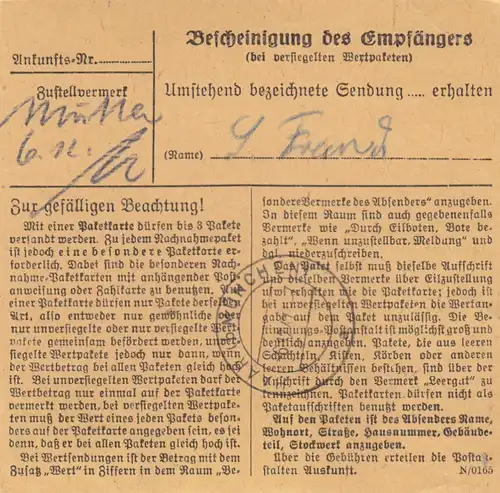 Ankunfts-Nr.
Zustellvermerk
Mutter
6.12.
Bescheinigung des Empfängers
(bei versiegelten Wertpaketen)
Umstehend bezeichnete Sendung ..... erhalten
(Name)
Zur gefälligen Beachtung!
Mit einer Paketkarte dürfen bis 3 Pakete
versandt werden. Zu jedem Nachnahmepaket
ist jedoch eine besondere Paketkarte er-
forderlich. Dabei sind die besonderen Nach-
nahme-Paketkarten mit anhängender Post-
anweisung oder Zahlkarte zu benutzen. Mit
einer Paketkarte dürfen nur Pakete derselben
Art, also entweder nur gewöhnliche oder
nur unversiegelte oder nur versiegelte Wert-
pakete gemeinsam befördert werden, unver-
siegelte Wertpakete jedoch nur dann, wenn
der Wertbetrag bei allen Paketen gleich hoch
ist. Bei unversiegelten Wertpaketen darf der
Wertbetrag nur einmal auf der Paketkarte
vermerkt werden, bei versiegelten Wertpa-
keten muß der Wert eines jeden Pakets beson-
ders auf der Paketkarte angegeben sein, es sei
denn, daß er bei allen Paketen gleich hoch ist.
Bei Wertsendungen ist der Betrag mit dem
Zusatz „Wert" in Ziffern in dem Raum „Be-
sondere Vermerke des Absenders" anzugeben.
In diesem Raum sind auch gegebenenfalls
Vermerke wie „Durch Eilboten, Bote be-
zahlt", „Wenn unzustellbar, Meldung" und
dgl. niederzuschreiben.
Das Paket selbst muß dieselbe Aufschrift
und dieselben Vermerke über Eilzustellung
usw. erhalten wie die Paketkarte; jedoch ist
bei unversiegelten Wertpaketen die Wertan-
gabe auf dem Paket unzulässig. Die Be-
stimmungs-Postanstalt ist möglichst groß und
deutlich anzugeben. Pakete, die aus leeren
Schachteln, Kisten, Körben oder anderen
leeren Behältnissen bestehen, sind über der
Aufschrift durch den Vermerk „Leergut" zu
kennzeichnen. Paketkarten dürfen nicht als
Paketaufschriften benutzt werden.
Auf den Paketen ist des Absenders Name,
Wohnort, Straße, Hausnummer, Gebäude-
teil, Stockwerk anzugeben.
Über die Gebühren erteilen die Postan-
stalten Auskunft.
N/0165